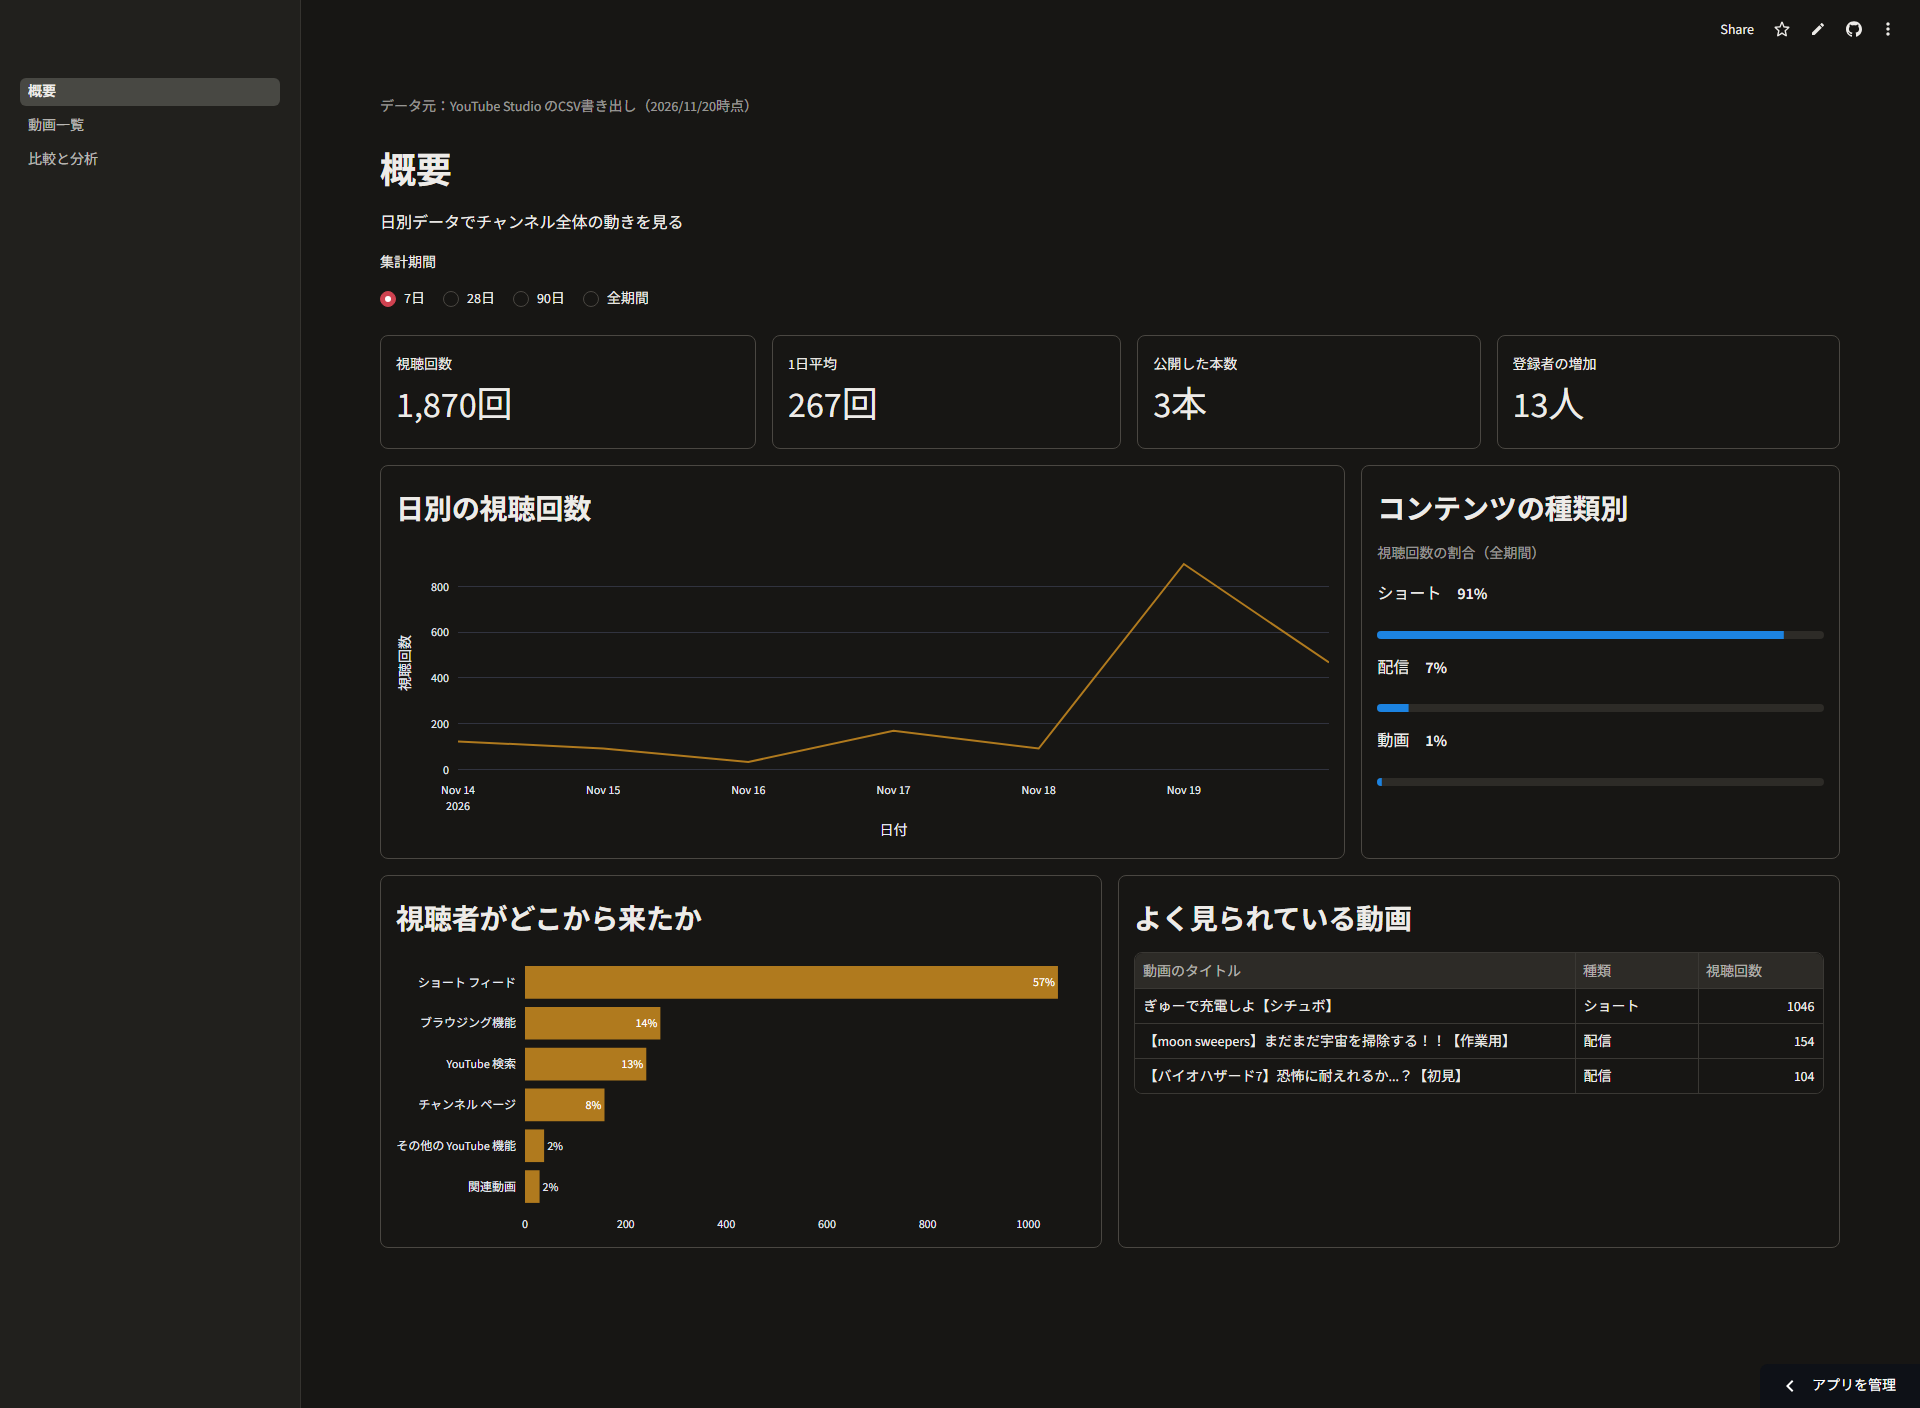 Share
概要
動画一覧
比較と分析
データ元：YouTube Studio のCSV書き出し（2026/11/20時点）
概要
日別データでチャンネル全体の動きを見る
集計期間
7日 28日 90日 全期間
視聴回数
1,870回
1日平均
267回
公開した本数
3本
登録者の増加
13人
日別の視聴回数
視聴回数
800
600
400
200
0
Nov 14
2026
Nov 15
Nov 16
Nov 17
Nov 18
Nov 19
日付
コンテンツの種類別
視聴回数の割合（全期間）
ショート 91%
配信 7%
動画 1%
視聴者がどこから来たか
ショート フィード 57%
ブラウジング機能 14%
YouTube 検索 13%
チャンネル ページ 8%
その他の YouTube 機能 2%
関連動画 2%
0 200 400 600 800 1000
よく見られている動画
動画のタイトル 種類 視聴回数
ぎゅーで充電しよ【シチュボ】 ショート 1046
【moon sweepers】まだまだ宇宙を掃除する！！【作業用】 配信 154
【バイオハザード7】恐怖に耐えれるか...？【初見】 配信 104
アプリを管理